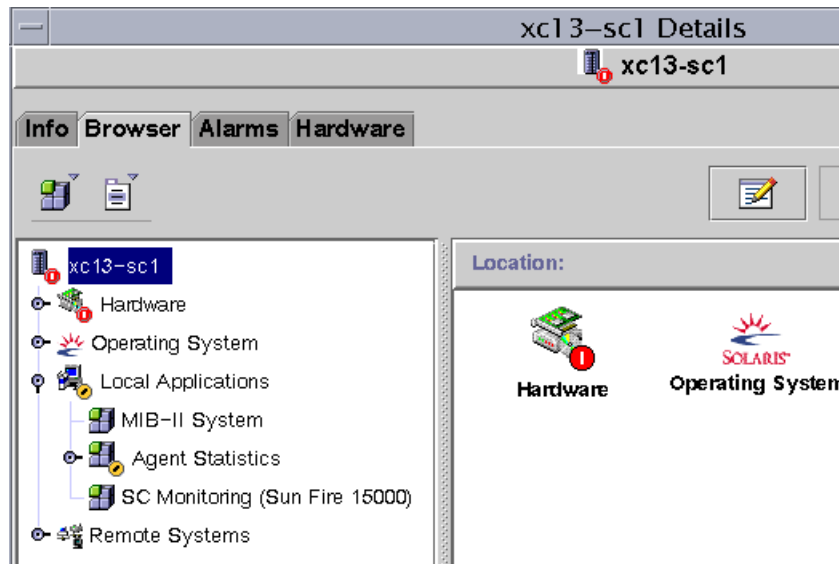 xc13-sc1 Details
xc13-sc1
Info Browser Alarms Hardware
xc13-sc1
Location:
Hardware
Operating System
Local Applications
MIB-II System
Agent Statistics
SC Monitoring (Sun Fire 15000)
Remote Systems
SOLARIS
Hardware
Operating System